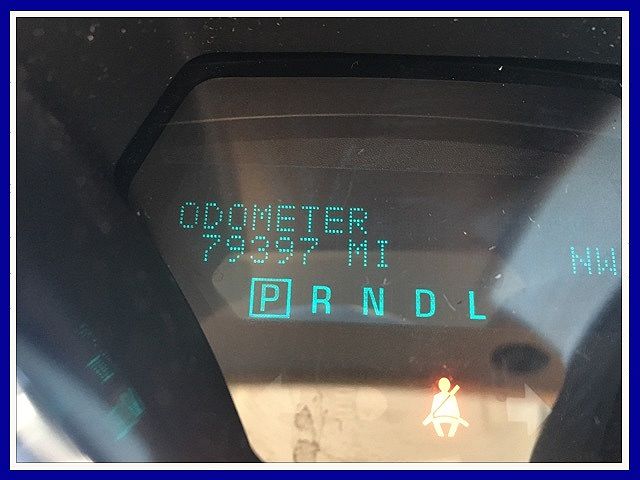 ODOMETER
79397 MI
NW
P R N D L